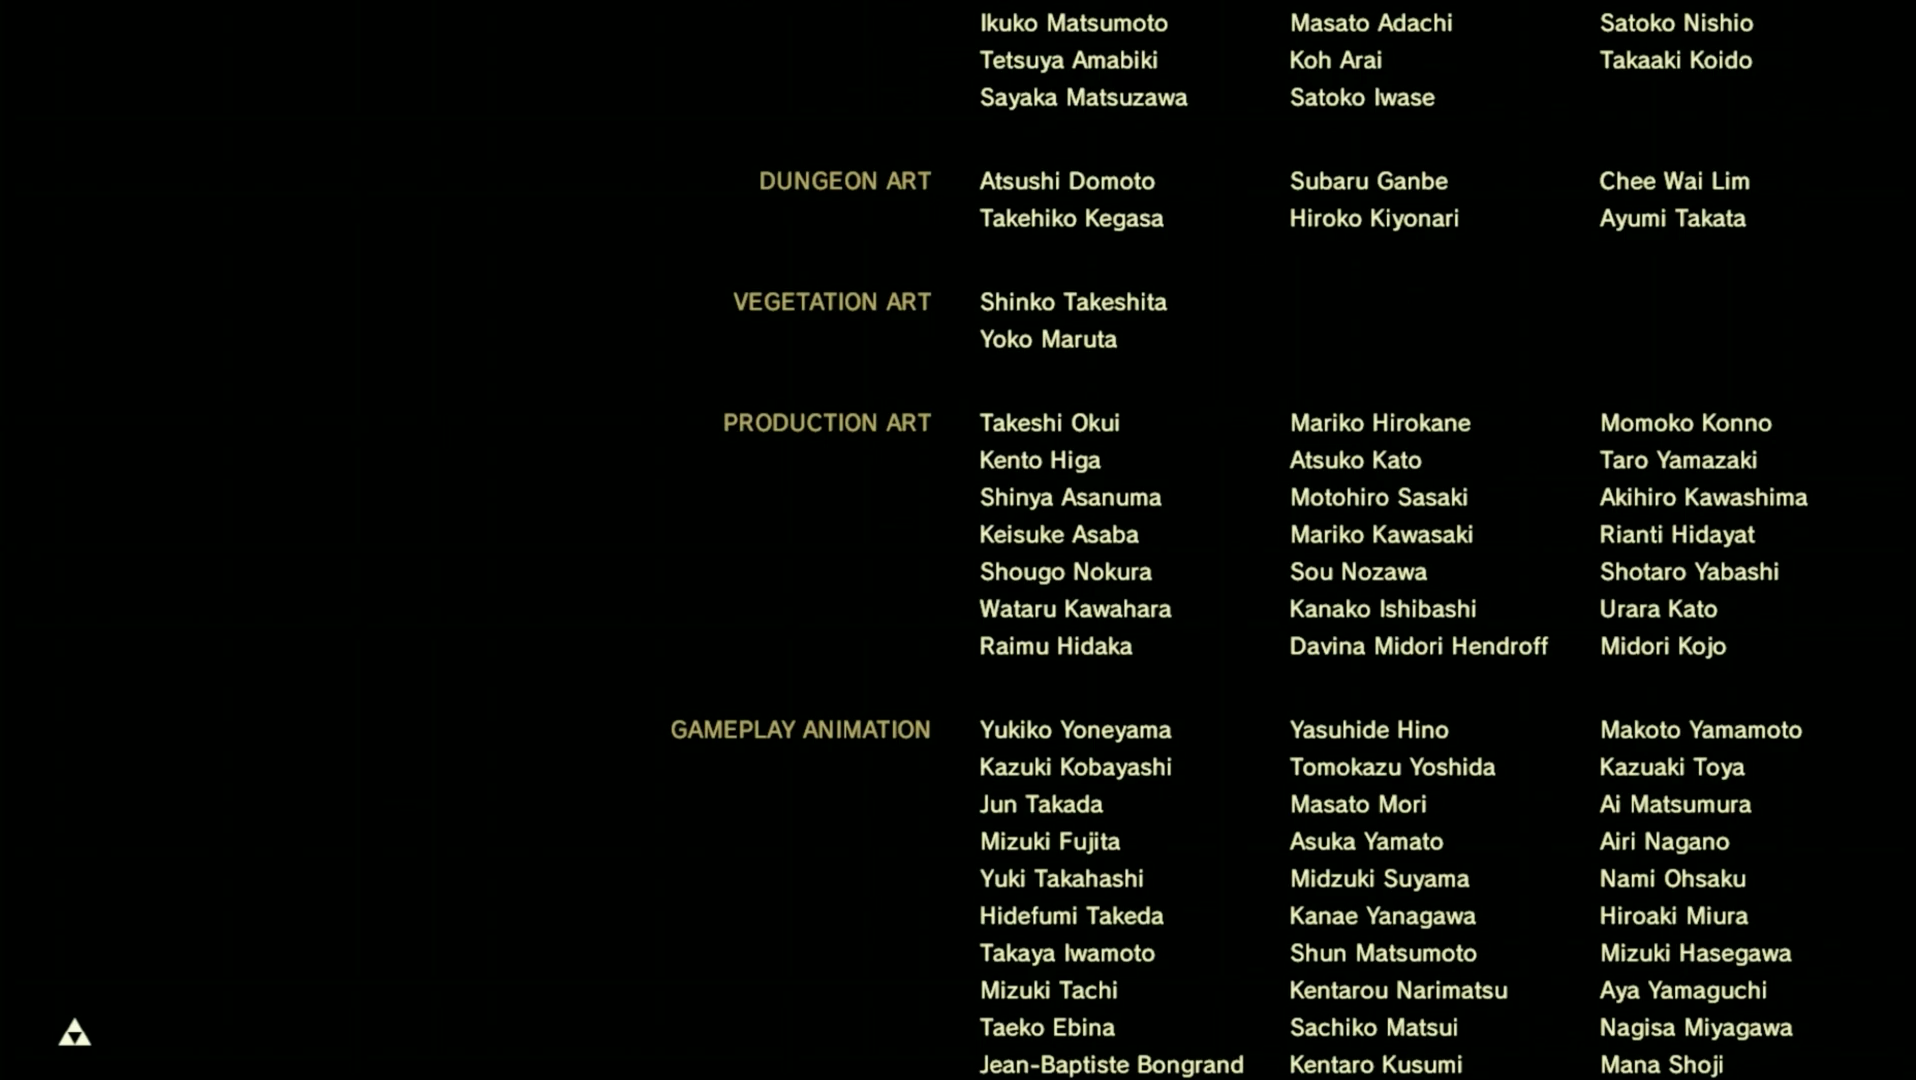 Ikuko Matsumoto Masato Adachi Satoko Nishio
Tetsuya Amabiki Koh Arai Takaaki Koido
Sayaka Matsuzawa Satoko Iwase
DUNGEON ART Atsushi Domoto Subaru Ganbe Chee Wai Lim
Takehiko Kegasa Hiroko Kiyonari Ayumi Takata
VEGETATION ART Shinko Takeshita
Yoko Maruta
PRODUCTION ART Takeshi Okui Mariko Hirokane Momoko Konno
Kento Higa Atsuko Kato Taro Yamazaki
Shinya Asanuma Motohiro Sasaki Akihiro Kawashima
Keisuke Asaba Mariko Kawasaki Rianti Hidayat
Shougo Nokura Sou Nozawa Shotaro Yabashi
Wataru Kawahara Kanako Ishibashi Urara Kato
Raimu Hidaka Davina Midori Hendroff Midori Kojo
GAMEPLAY ANIMATION Yukiko Yoneyama Yasuhide Hino Makoto Yamamoto
Kazuki Kobayashi Tomokazu Yoshida Kazuaki Toya
Jun Takada Masato Mori Ai Matsumura
Mizuki Fujita Asuka Yamato Airi Nagano
Yuki Takahashi Midzuki Suyama Nami Ohsaku
Hidefumi Takeda Kanae Yanagawa Hiroaki Miura
Takaya Iwamoto Shun Matsumoto Mizuki Hasegawa
Mizuki Tachi Kentarou Narimatsu Aya Yamaguchi
Taeko Ebina Sachiko Matsui Nagisa Miyagawa
Jean-Baptiste Bongrand Kentaro Kusumi Mana Shoji